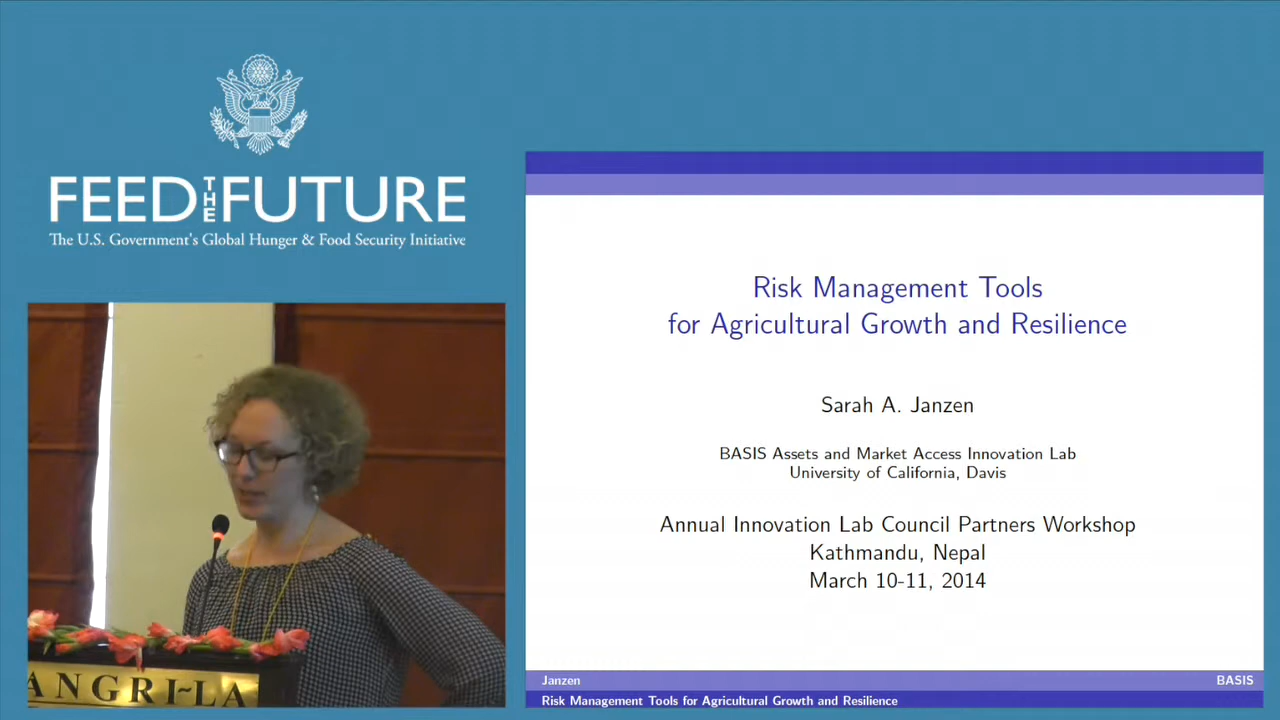 FEED THE FUTURE
The U.S. Government's Global Hunger & Food Security Initiative
ANGRI~LA
Risk Management Tools
for Agricultural Growth and Resilience
Sarah A. Janzen
BASIS Assets and Market Access Innovation Lab
University of California, Davis
Annual Innovation Lab Council Partners Workshop
Kathmandu, Nepal
March 10-11, 2014
Janzen
BASIS
Risk Management Tools for Agricultural Growth and Resilience